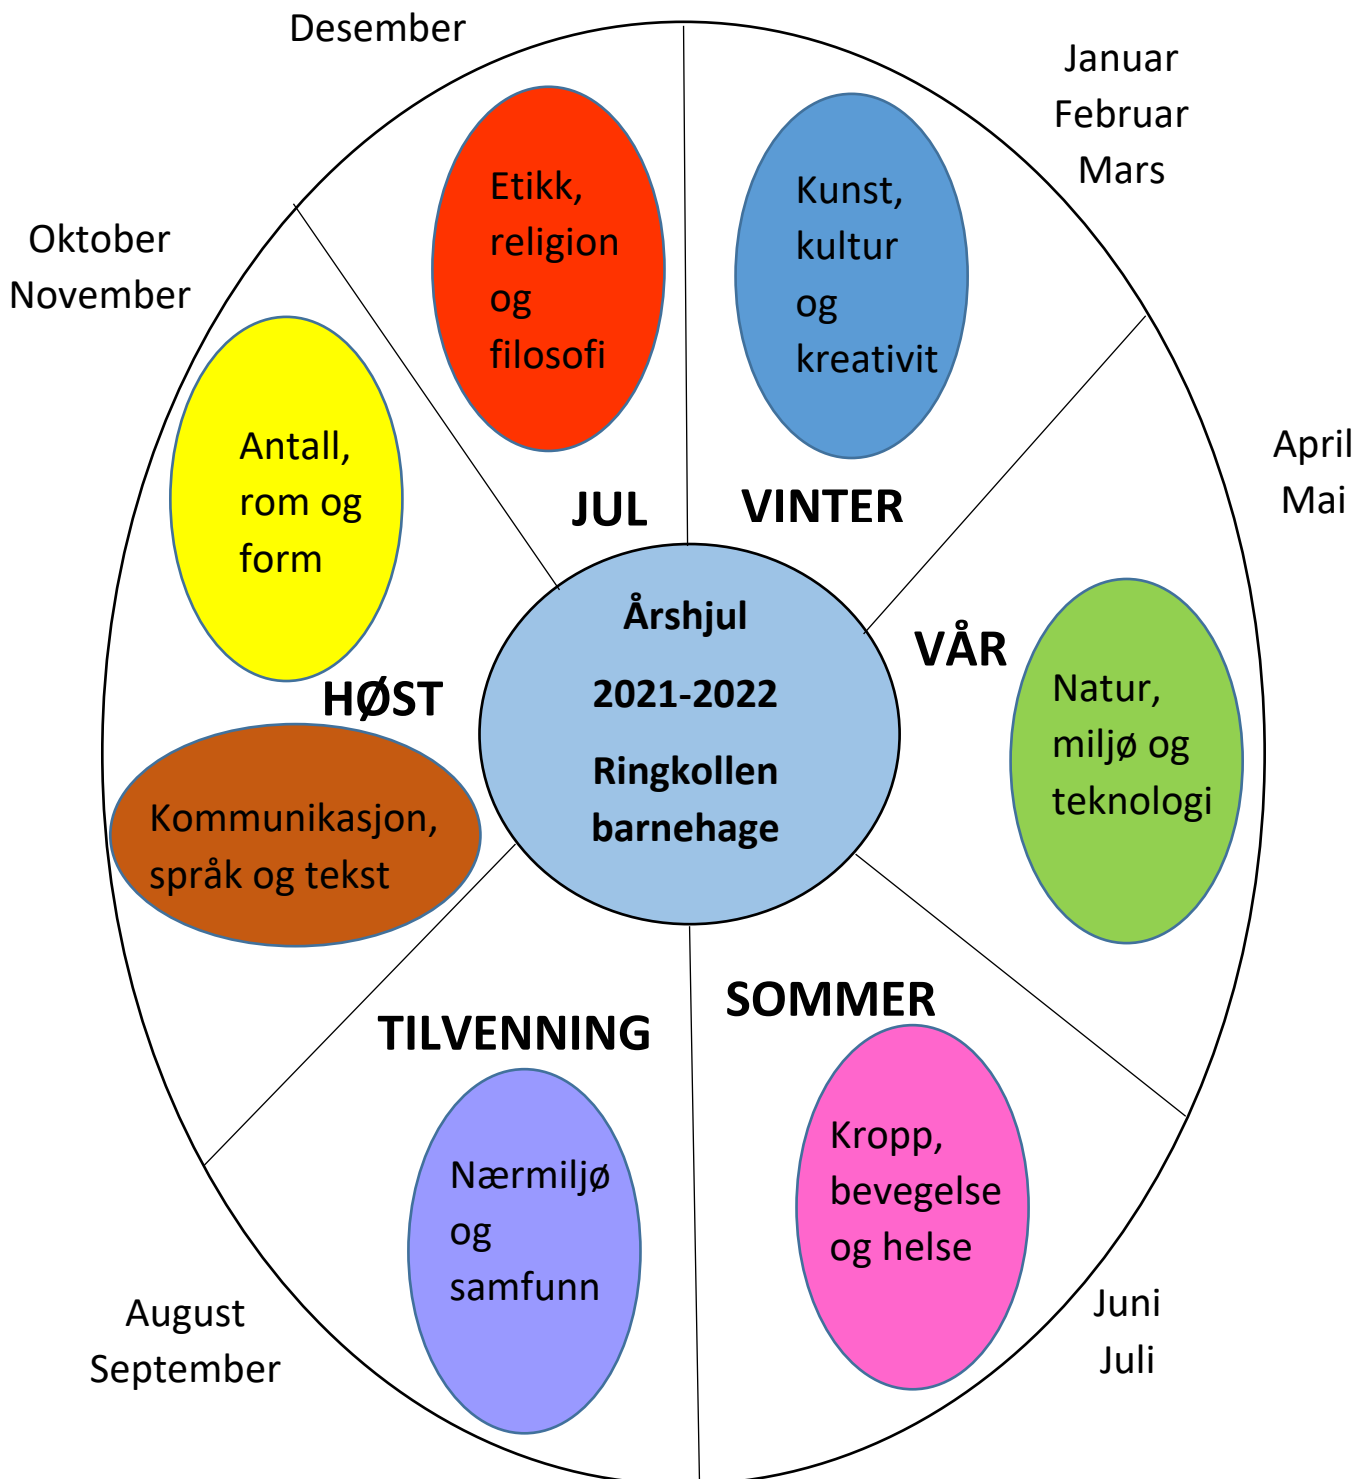 Desember
Januar
Februar
Mars
Etikk,
religion
og
filosofi
Kunst,
kultur
og
kreativit
Oktober
November
Antall,
rom og
form
April
Mai
JUL
VINTER
Årshjul
2021-2022
Ringkollen
barnehage
VÅR
Natur,
miljø og
teknologi
HØST
Kommunikasjon,
språk og tekst
SOMMER
TILVENNING
Kropp,
bevegelse
og helse
Nærmiljø
og
samfunn
August
September
Juni
Juli